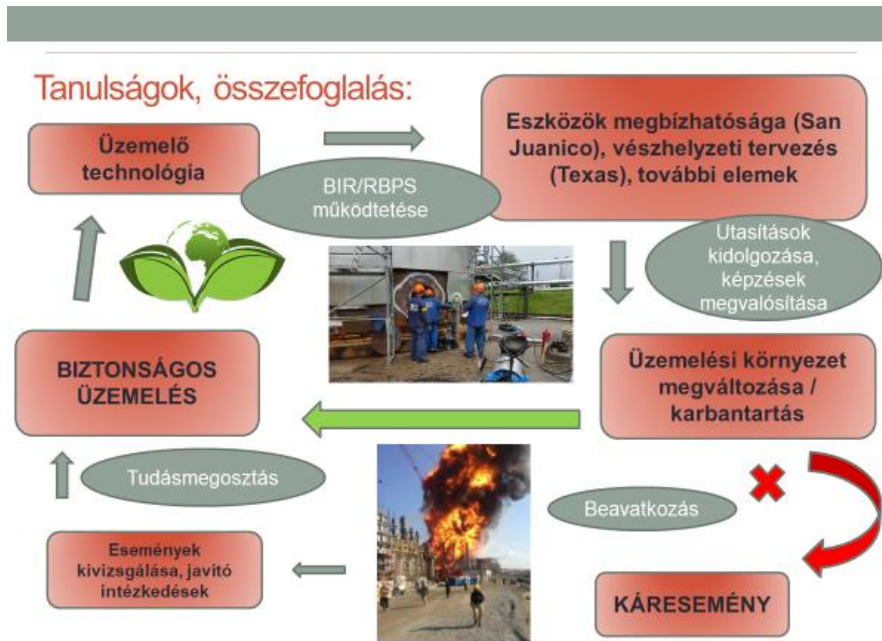 Tanulságok, összefoglalás:
Üzemelő
technológia
BIR/RBPS
működtetése
Eszközök megbízhatósága (San
Juanico), vészhelyzeti tervezés
(Texas), további elemek
Utasítások
kidolgozása,
képzések
megvalósítása
BIZTONSÁGOS
ÜZEMELÉS
Üzemelési környezet
megváltozása /
karbantartás
Tudásmegosztás
Beavatkozás
Események
kivizsgálása, javító
intézkedések
KÁRESEMÉNY